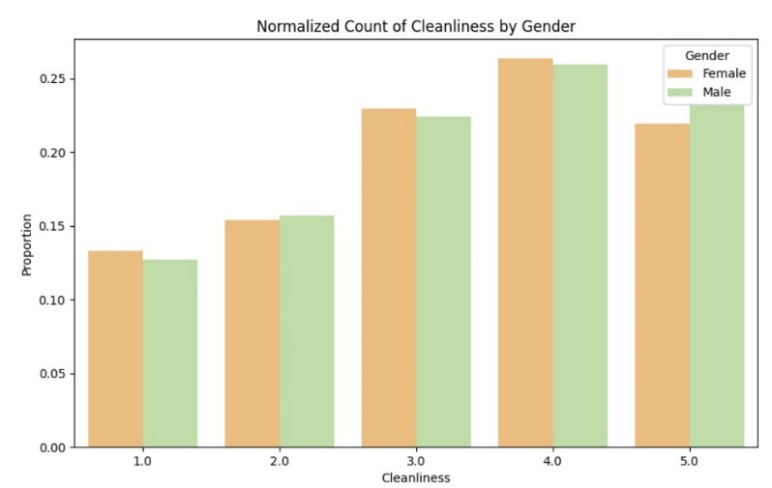 Normalized Count of Cleanliness by Gender
Gender
Female
Male
0.25
0.20
0.15
0.10
0.05
0.00
Proportion
1.0 2.0 3.0 4.0 5.0
Cleanliness